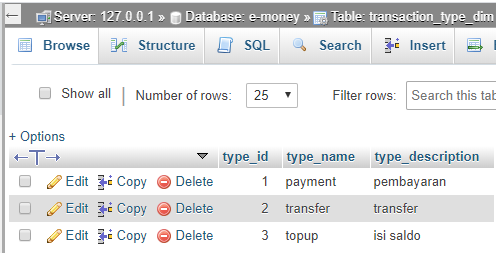 Server: 127.0.0.1 » Database: e-money » Table: transaction_type_dim
Browse Structure SQL Search Insert
Show all Number of rows: 25 Filter rows: Search this tab
+ Options
type_id type_name type_description
Edit Copy Delete 1 payment pembayaran
Edit Copy Delete 2 transfer transfer
Edit Copy Delete 3 topup isi saldo